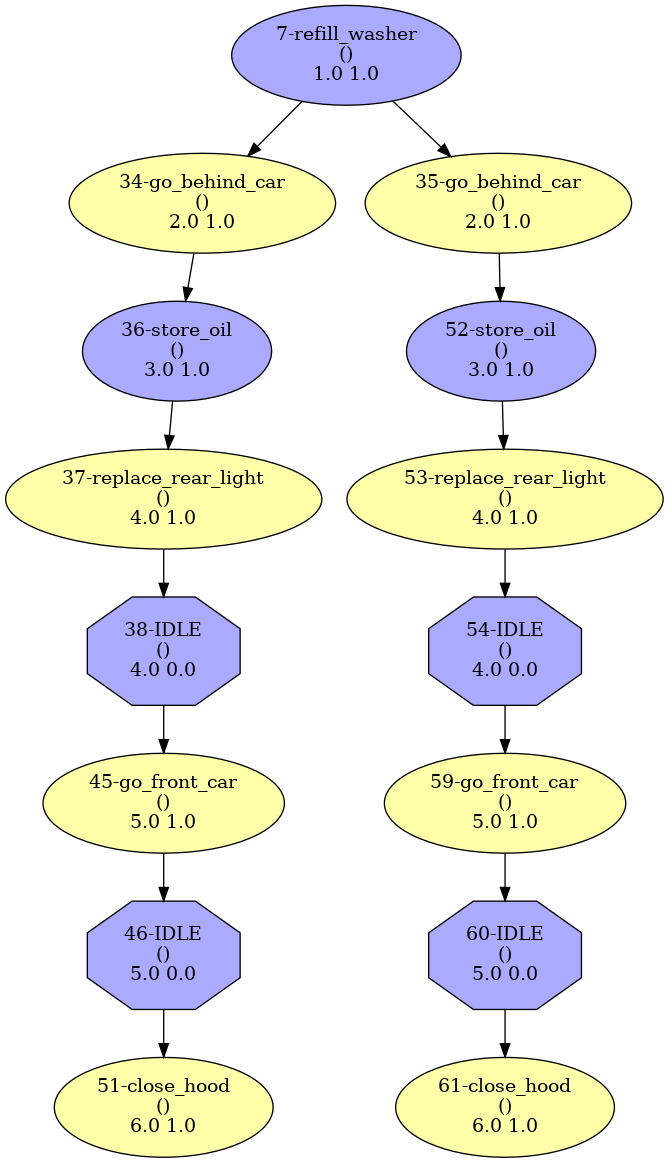 7-refill_washer
()
1.0 1.0
34-go_behind_car
()
2.0 1.0
35-go_behind_car
()
2.0 1.0
36-store_oil
()
3.0 1.0
52-store_oil
()
3.0 1.0
37-replace_rear_light
()
4.0 1.0
53-replace_rear_light
()
4.0 1.0
38-IDLE
()
4.0 0.0
54-IDLE
()
4.0 0.0
45-go_front_car
()
5.0 1.0
59-go_front_car
()
5.0 1.0
46-IDLE
()
5.0 0.0
60-IDLE
()
5.0 0.0
51-close_hood
()
6.0 1.0
61-close_hood
()
6.0 1.0